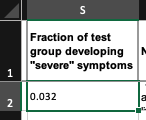 S
1
Fraction of test
group developing
"severe" symptoms
2
0.032